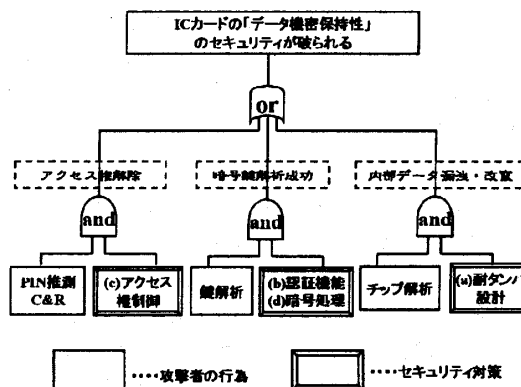 ICカードの「データ機密保持性」
のセキュリティが破られる
or
アクセス権解除
暗号鍵解析成功
内部データ漏洩・改竄
and
and
and
PIN推測
C&R
(c)アクセス
権制御
鍵解析
(b)認証機能
(d)暗号処理
チップ解析
(a)耐タンパ
設計
・・・・攻撃者の行為
・・・・セキュリティ対策